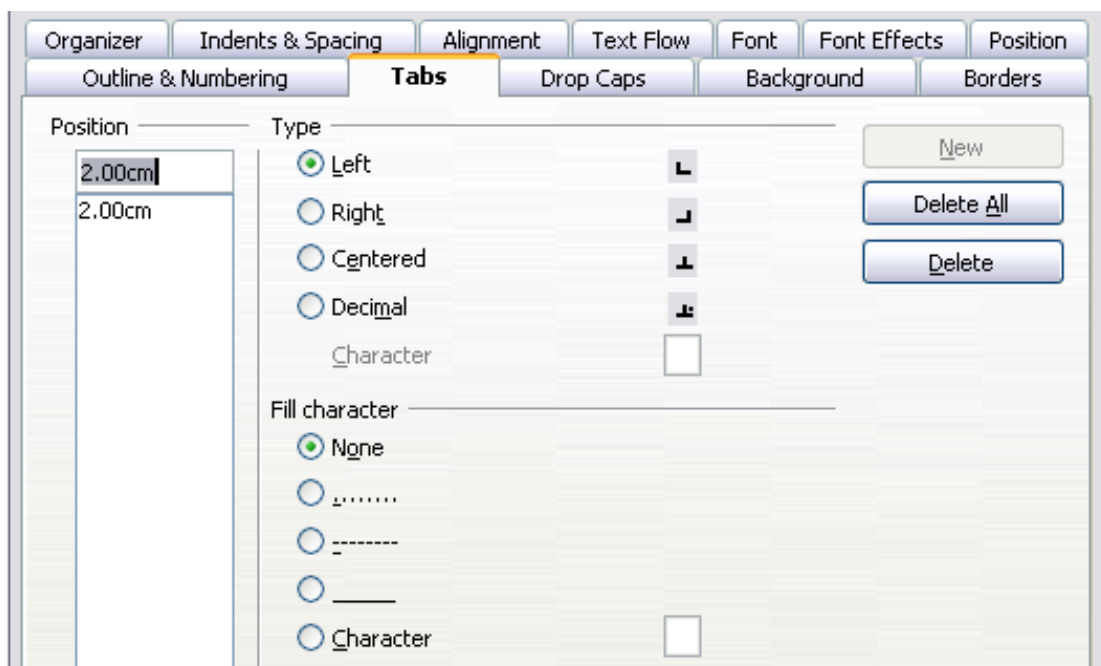 Organizer Indents & Spacing Alignment Text Flow Font Font Effects Position
Outline & Numbering Tabs Drop Caps Background Borders
Position Type
2.00cm Left New
2.00cm Right Delete All
Centered Delete
Decimal
Character
Fill character
None
........
--------
_____
Character